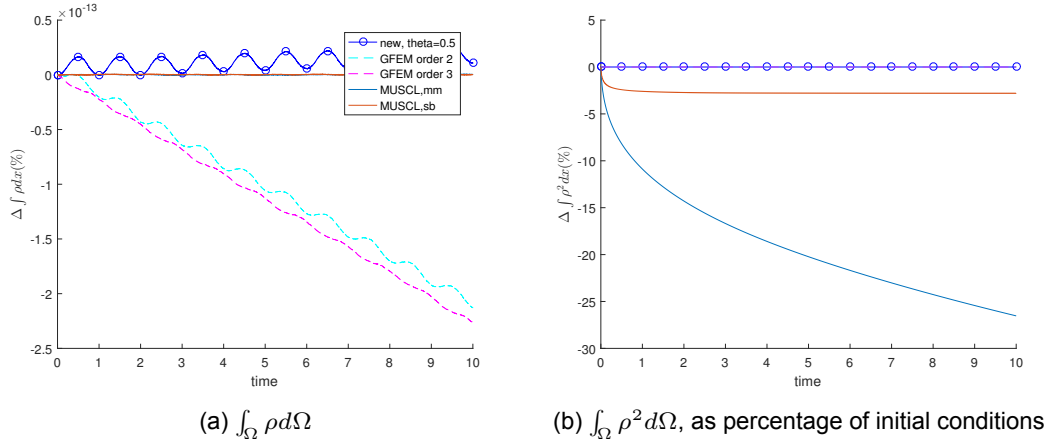 ×10⁻¹³
0.5
0
-0.5
-1
-1.5
-2
-2.5
Δ ∫ ρdx(%)
0 1 2 3 4 5 6 7 8 9 10
time
new, theta=0.5
GFEM order 2
GFEM order 3
MUSCL,mm
MUSCL,sb
(a) ∫_Ω ρdΩ
5
0
-5
-10
-15
-20
-25
-30
Δ ∫ ρ²dx(%)
0 1 2 3 4 5 6 7 8 9 10
time
(b) ∫_Ω ρ²dΩ, as percentage of initial conditions